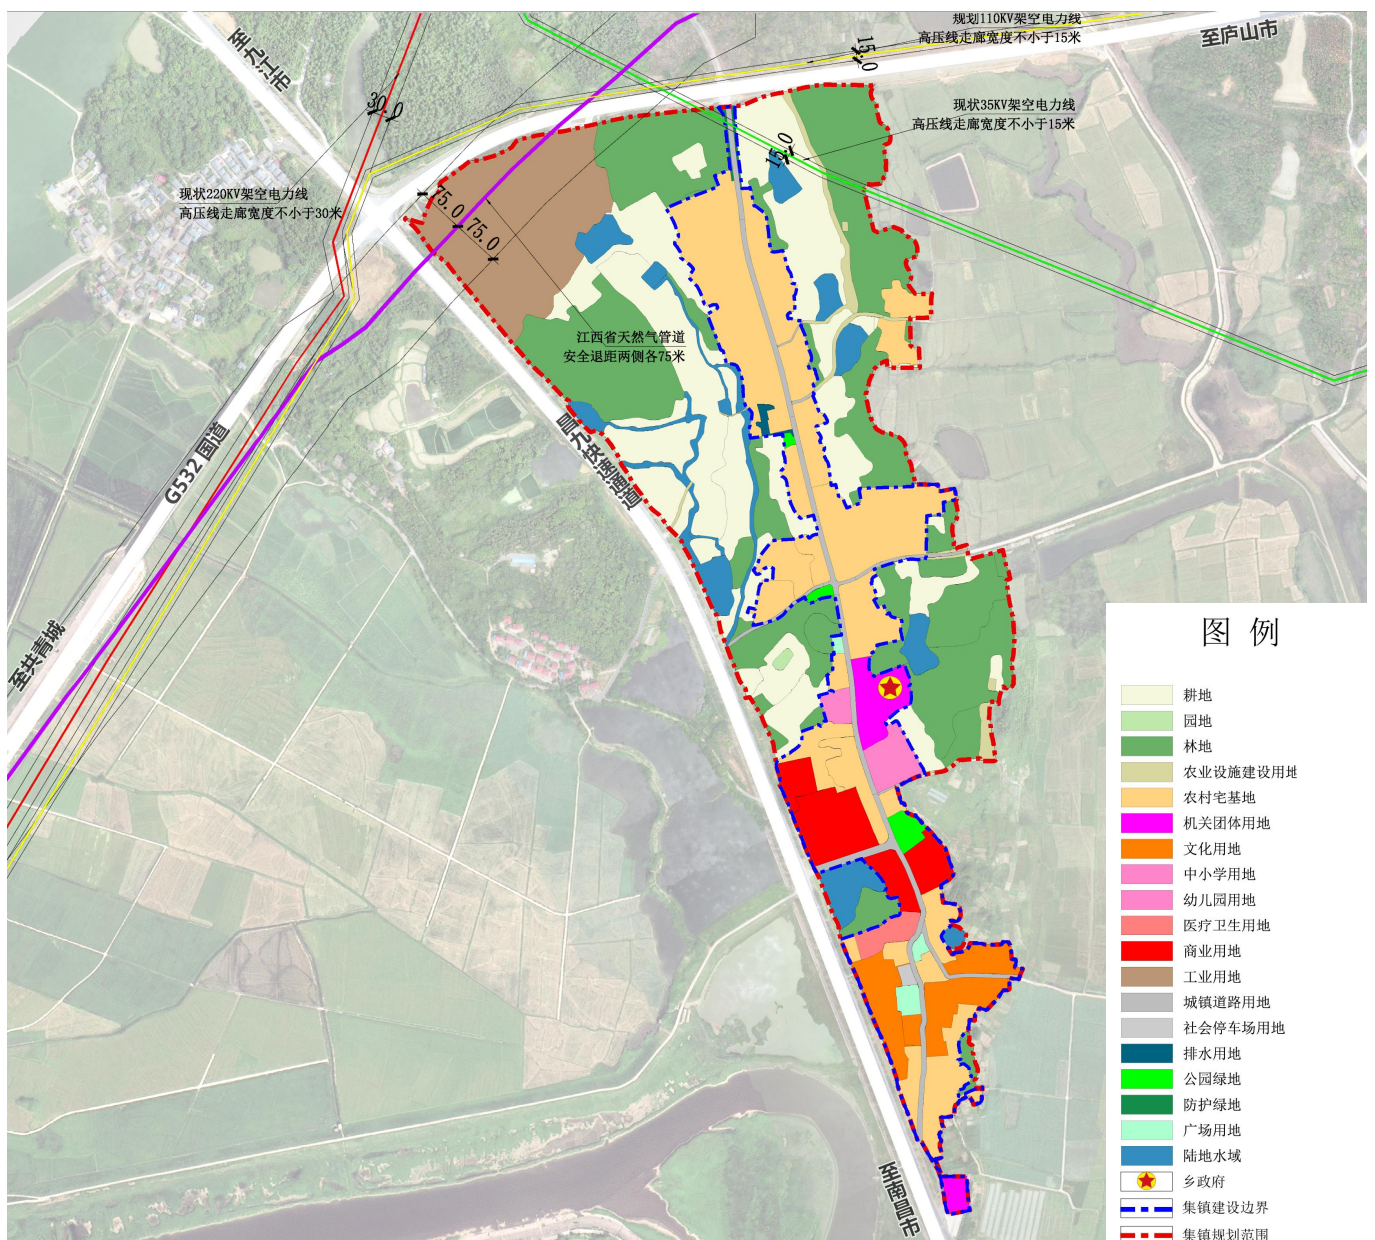 规划110KV架空电力线
高压线走廊宽度不小于15米
至庐山市
至九江市
15.0
30.0
现状35KV架空电力线
高压线走廊宽度不小于15米
15.0
现状220KV架空电力线
高压线走廊宽度不小于30米
75.0
75.0
江西省天然气管道
安全退距两侧各75米
昌九快速通道
G532 国道
至共青城
至南昌市
图 例
耕地
园地
林地
农业设施建设用地
农村宅基地
机关团体用地
文化用地
中小学用地
幼儿园用地
医疗卫生用地
商业用地
工业用地
城镇道路用地
社会停车场用地
排水用地
公园绿地
防护绿地
广场用地
陆地水域
乡政府
集镇建设边界
集镇规划范围